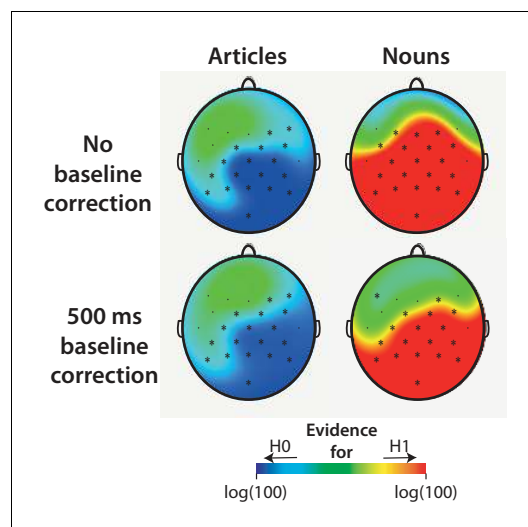 Articles Nouns
No
baseline
correction
500 ms
baseline
correction
Evidence
H0 for H1
log(100) log(100)